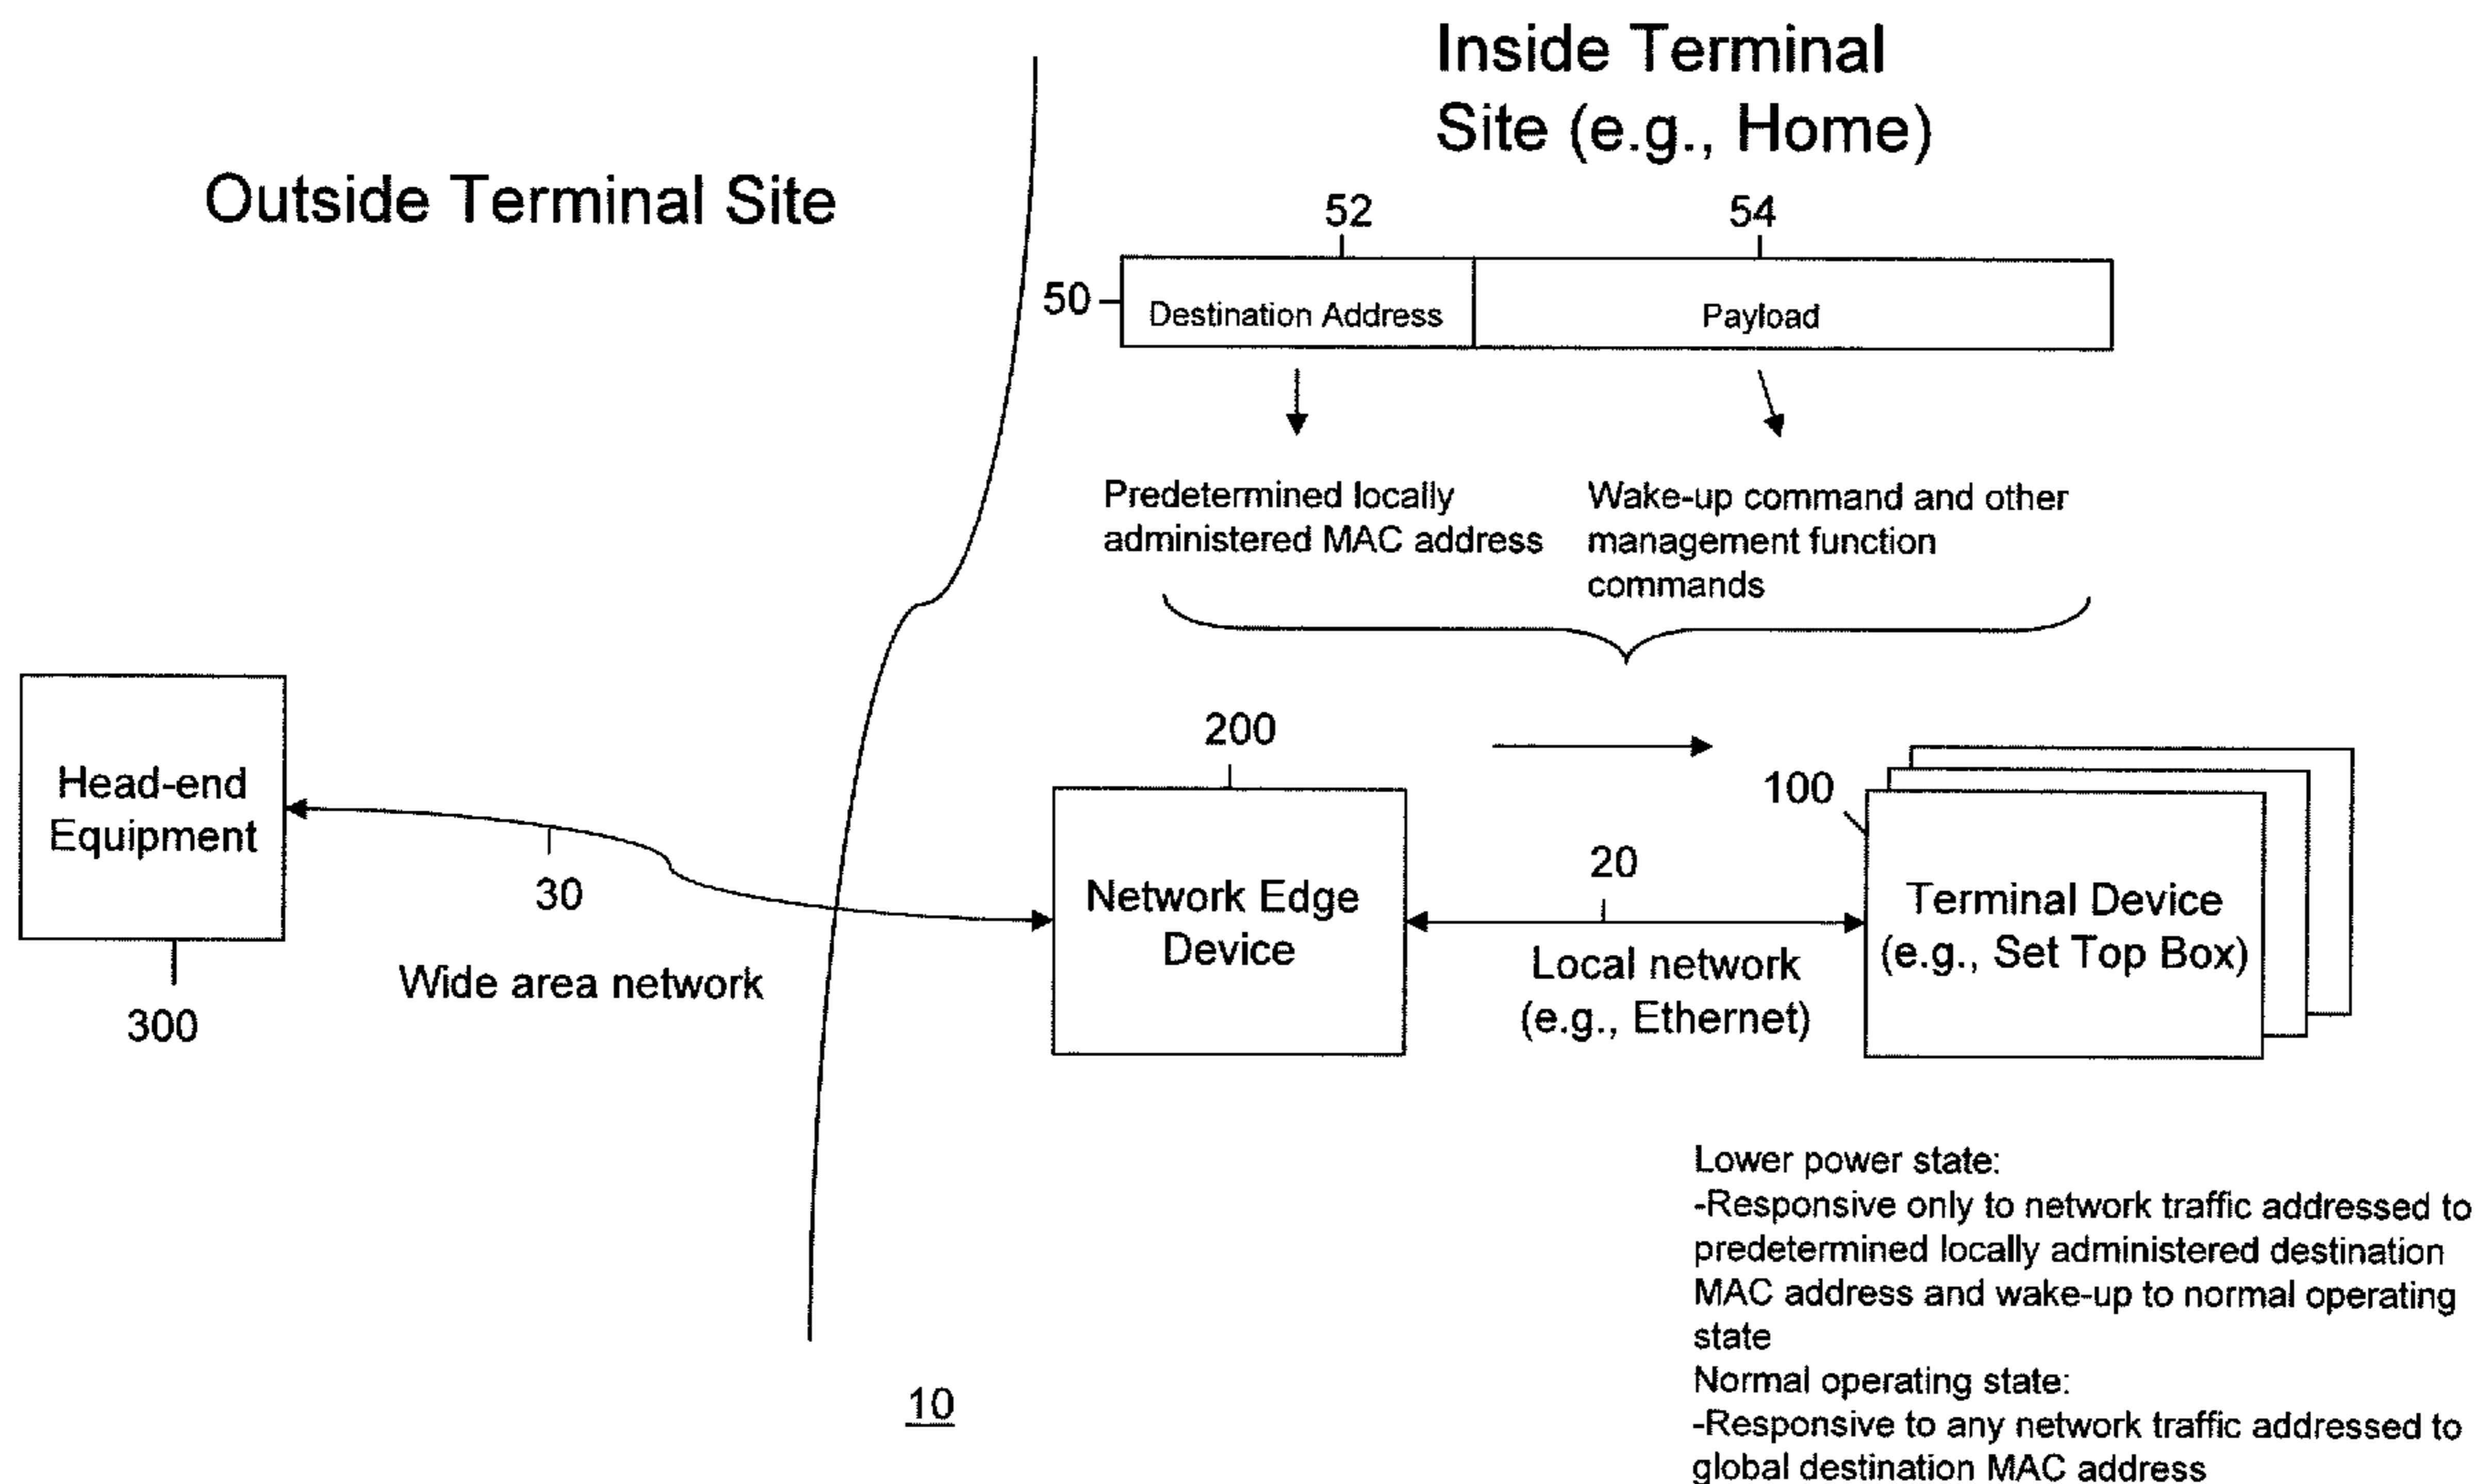 Inside Terminal
Site (e.g., Home)
Outside Terminal Site
52
54
50
Destination Address
Payload
Predetermined locally
administered MAC address
Wake-up command and other
management function
commands
Head-end
Equipment
300
30
Wide area network
200
Network Edge
Device
20
Local network
(e.g., Ethernet)
100
Terminal Device
(e.g., Set Top Box)
Lower power state:
-Responsive only to network traffic addressed to
predetermined locally administered destination
MAC address and wake-up to normal operating
state
Normal operating state:
-Responsive to any network traffic addressed to
global destination MAC address
10